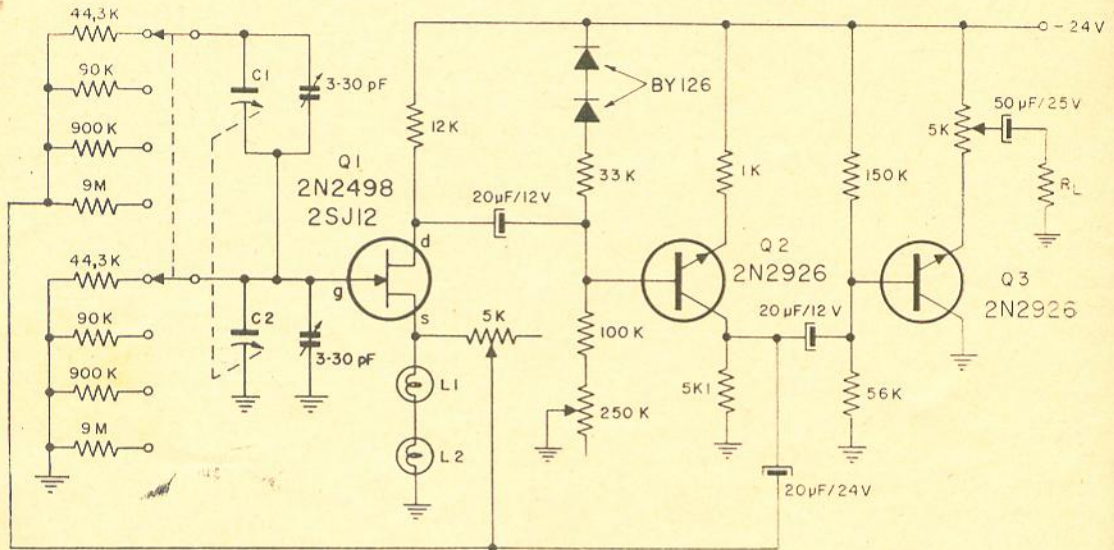 44,3K
90K
900K
9M
44,3K
90K
900K
9M
C1
3-30 pF
C2
3-30 pF
Q1
2N2498
2SJ12
d
g
s
12K
20µF/12V
5K
L1
L2
BY126
33K
100K
250K
1K
Q2
2N2926
5K1
20µF/12V
20µF/24V
150K
56K
-24V
5K
50µF/25V
RL
Q3
2N2926